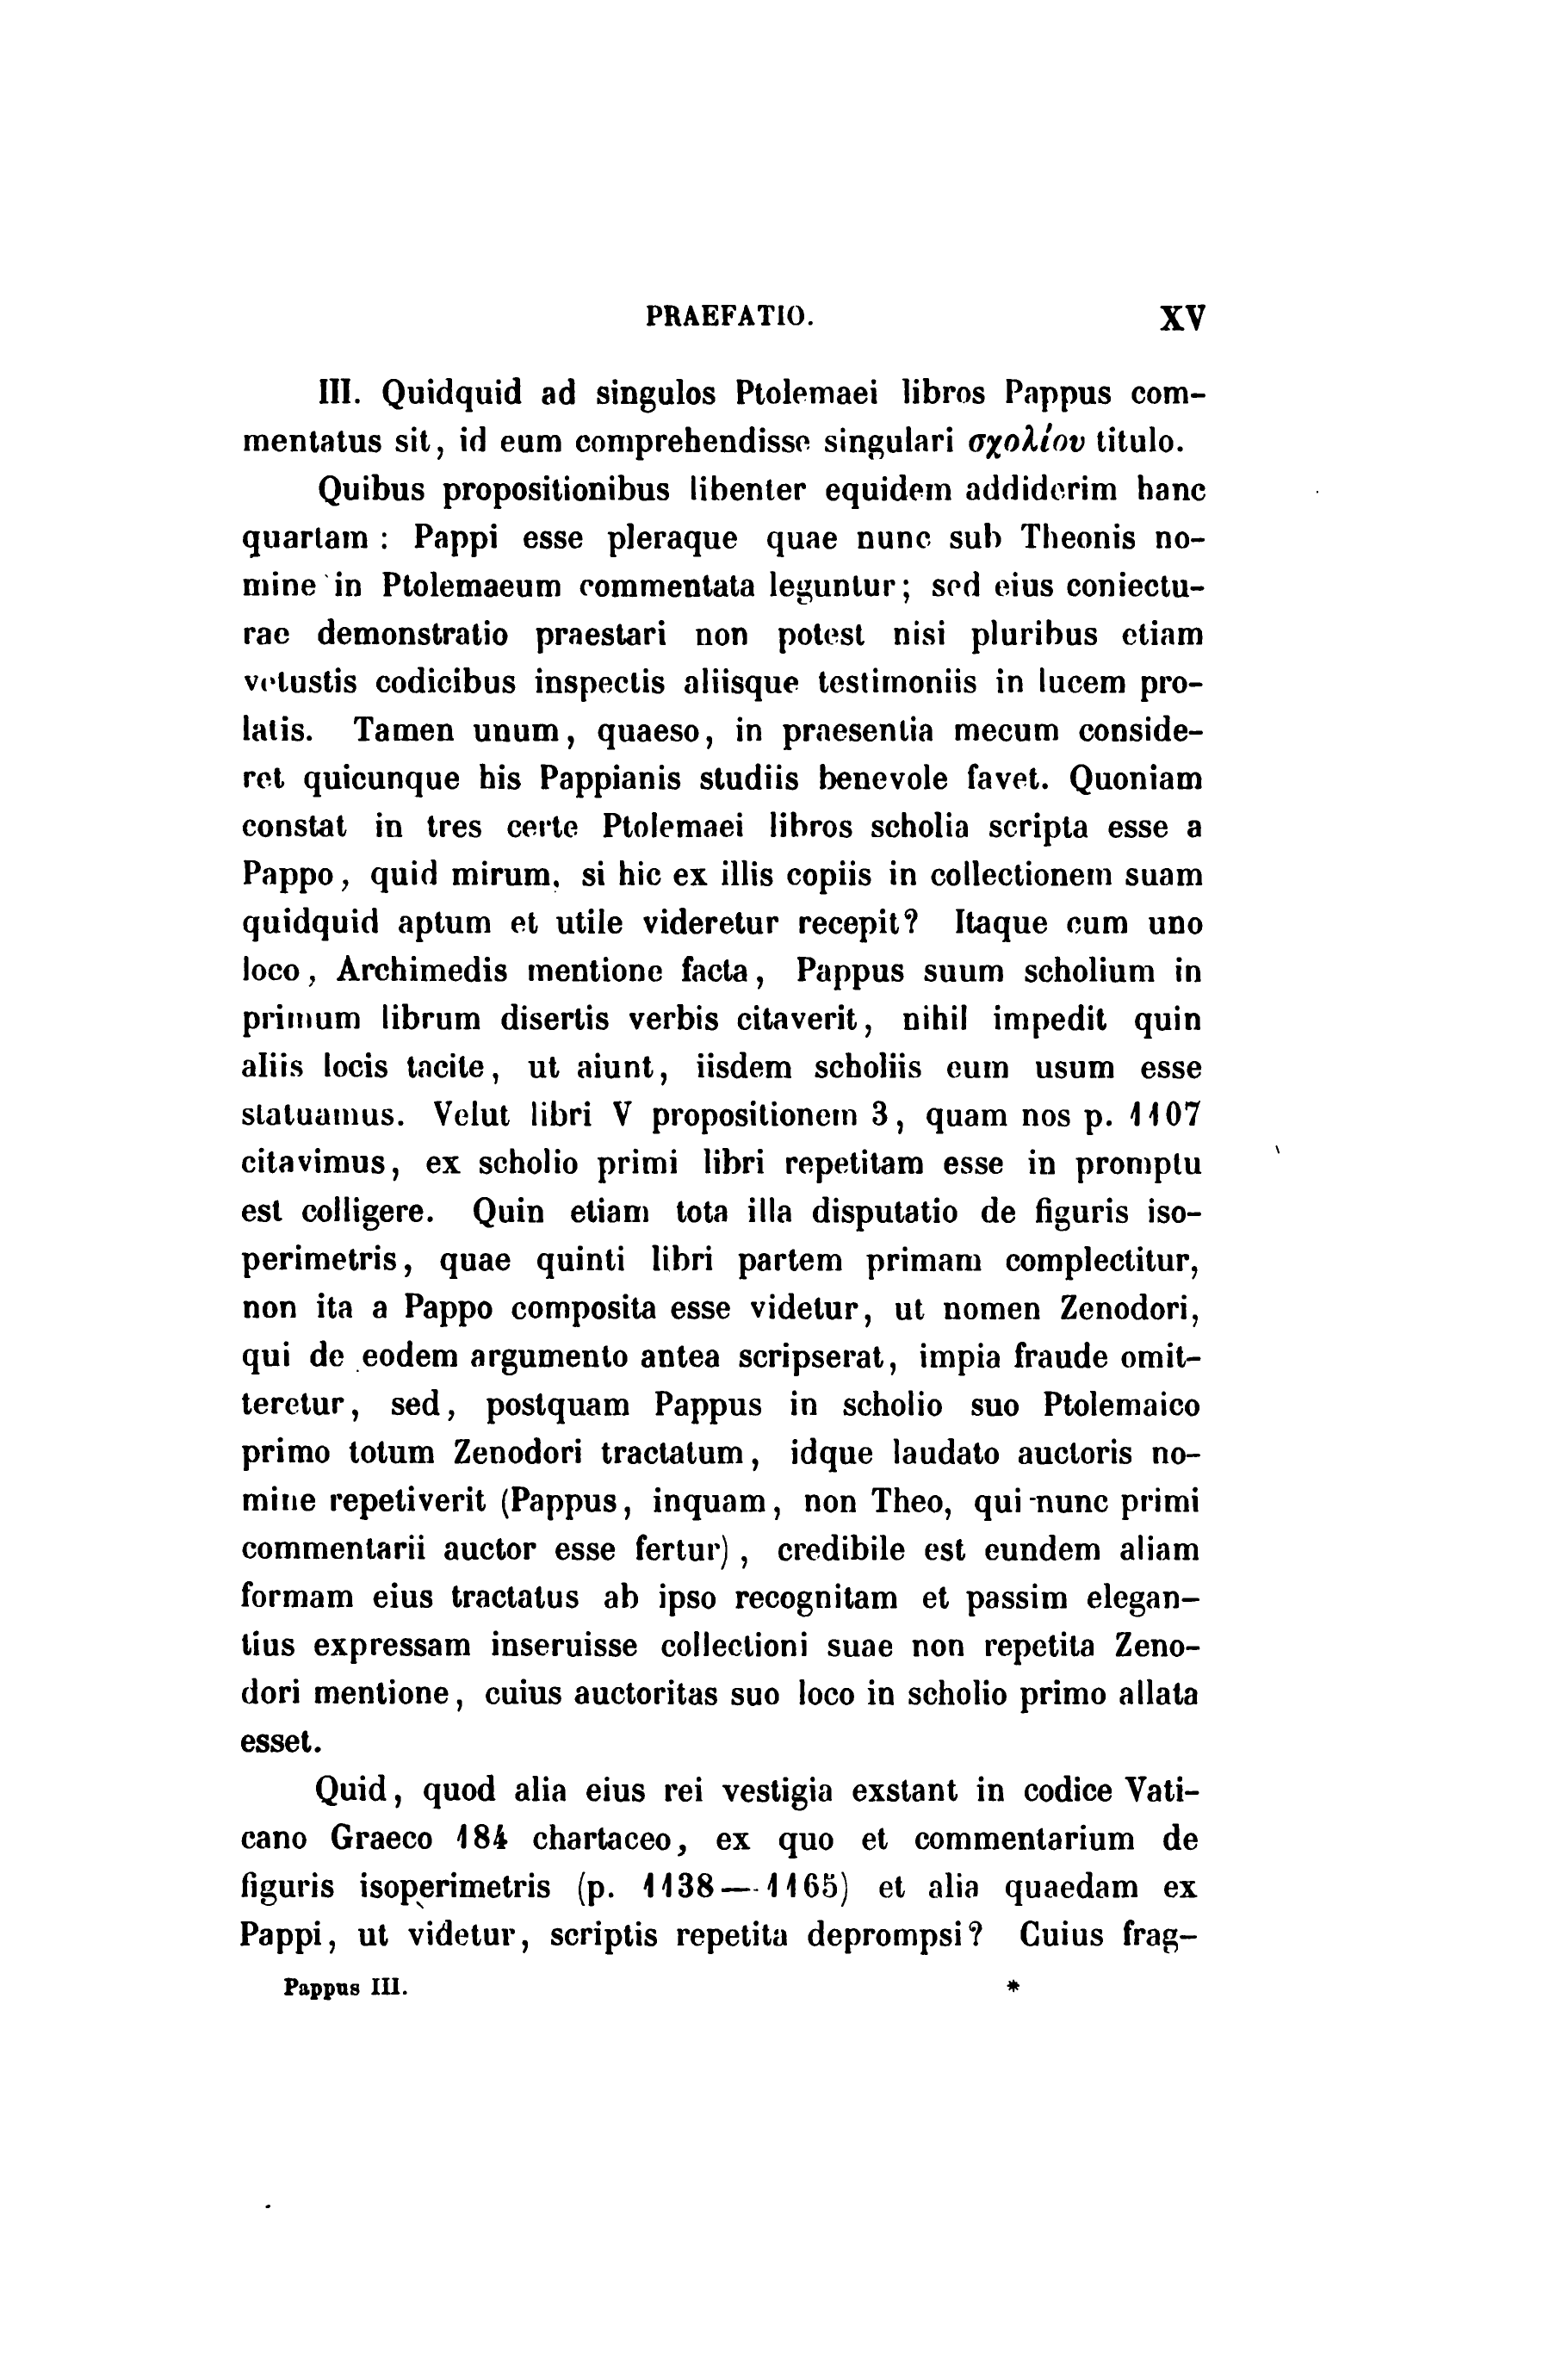 PRAEFATIO. XV
III. Quidquid ad singulos Ptolemaei libros Pappus com-
mentatus sit, id eum comprehendisse singulari σχολίου titulo.
Quibus propositionibus libenter equidem addiderim hanc
quartam : Pappi esse pleraque quae nunc sub Theonis no-
mine in Ptolemaeum commentata leguntur; sed eius coniectu-
rae demonstratio praestari non potest nisi pluribus etiam
vetustis codicibus inspectis aliisque testimoniis in lucem pro-
latis. Tamen unum, quaeso, in praesentia mecum conside-
ret quicunque his Pappianis studiis benevole favet. Quoniam
constat in tres certe Ptolemaei libros scholia scripta esse a
Pappo, quid mirum, si hic ex illis copiis in collectionem suam
quidquid aptum et utile videretur recepit? Itaque cum uno
loco, Archimedis mentione facta, Pappus suum scholium in
primum librum disertis verbis citaverit, nihil impedit quin
aliis locis tacite, ut aiunt, iisdem scholiis eum usum esse
statuamus. Velut libri V propositionem 3, quam nos p. 1107
citavimus, ex scholio primi libri repetitam esse in promptu
est colligere. Quin etiam tota illa disputatio de figuris iso-
perimetris, quae quinti libri partem primam complectitur,
non ita a Pappo composita esse videtur, ut nomen Zenodori,
qui de eodem argumento antea scripserat, impia fraude omit-
teretur, sed, postquam Pappus in scholio suo Ptolemaico
primo totum Zenodori tractatum, idque laudato auctoris no-
mine repetiverit (Pappus, inquam, non Theo, qui nunc primi
commentarii auctor esse fertur), credibile est eundem aliam
formam eius tractatus ab ipso recognitam et passim elegan-
tius expressam inseruisse collectioni suae non repetita Zeno-
dori mentione, cuius auctoritas suo loco in scholio primo allata
esset.
Quid, quod alia eius rei vestigia exstant in codice Vati-
cano Graeco 184 chartaceo, ex quo et commentarium de
figuris isoperimetris (p. 1138—1165) et alia quaedam ex
Pappi, ut videtur, scriptis repetita deprompsi? Cuius frag-
Pappus III. *